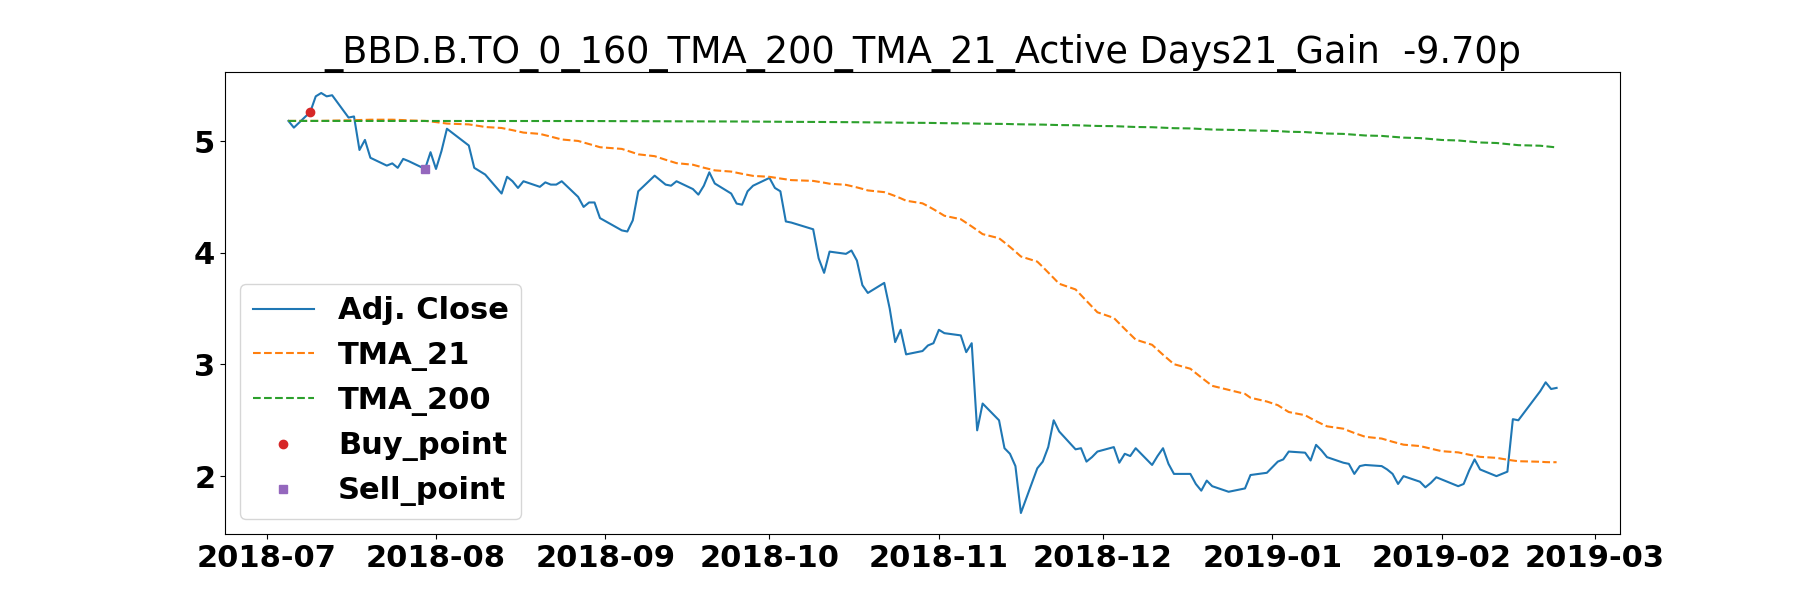 _BBD.B.TO_0_160_TMA_200_TMA_21_Active Days21_Gain  -9.70p
5
4
3
2
Adj. Close
TMA_21
TMA_200
Buy_point
Sell_point
2018-07 2018-08 2018-09 2018-10 2018-11 2018-12 2019-01 2019-02 2019-03